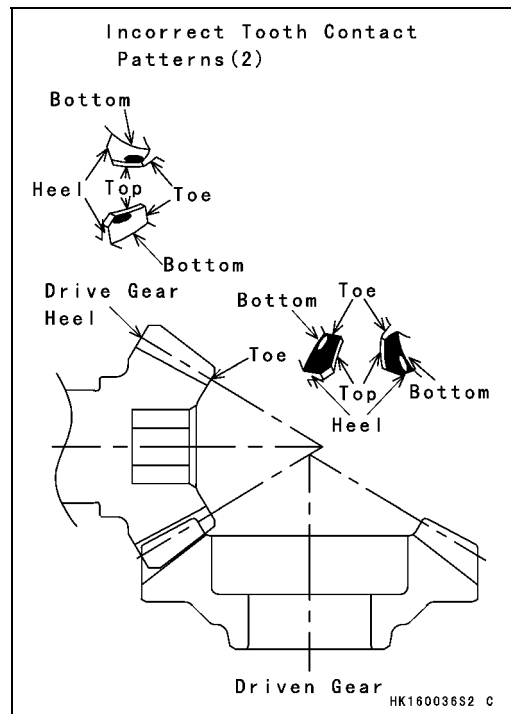 Incorrect Tooth Contact
Patterns(2)
Bottom
Heel
Top
Toe
Bottom
Drive Gear
Heel
Toe
Bottom
Toe
Top
Heel
Bottom
Driven Gear
HK160036S2 C